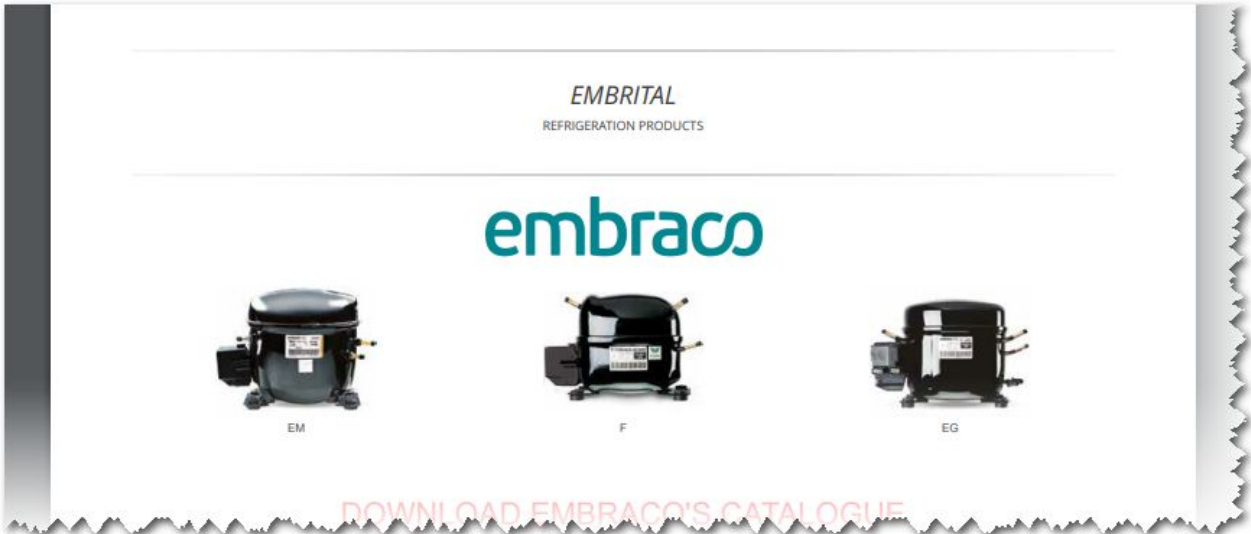 EMBRITAL
REFRIGERATION PRODUCTS
embraco
EM
F
EG
DOWNLOAD EMBRACO'S CATALOGUE